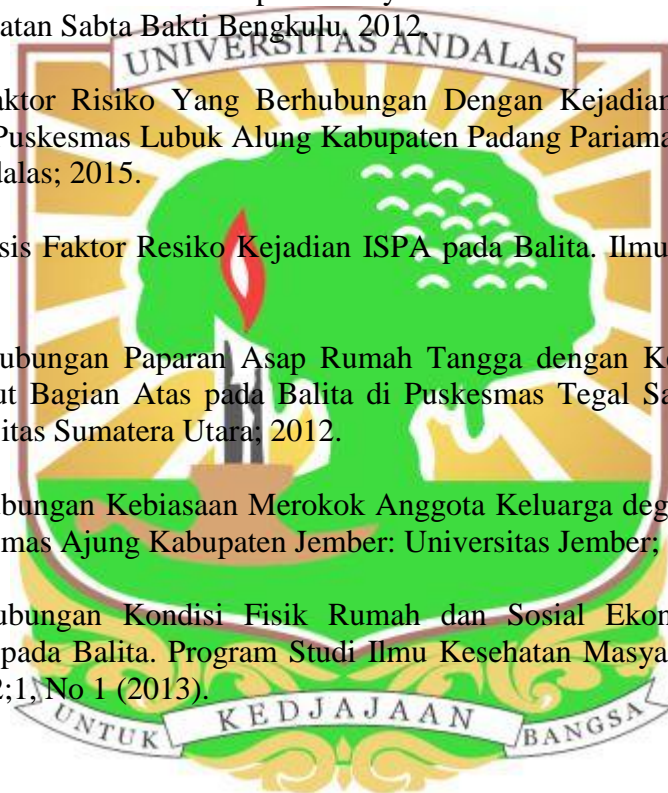 atan Sabta Bakti Bengkulu. 2012.
UNIVERSITAS ANDALAS
aktor Risiko Yang Berhubungan Dengan Kejadian
Puskesmas Lubuk Alung Kabupaten Padang Pariama
dalas; 2015.
sis Faktor Resiko Kejadian ISPA pada Balita. Ilmu
ubungan Paparan Asap Rumah Tangga dengan Ke
ut Bagian Atas pada Balita di Puskesmas Tegal Sa
itas Sumatera Utara; 2012.
ubungan Kebiasaan Merokok Anggota Keluarga deg
mas Ajung Kabupaten Jember: Universitas Jember;
ubungan Kondisi Fisik Rumah dan Sosial Ekon
pada Balita. Program Studi Ilmu Kesehatan Masya
2;1, No 1 (2013).
UNTUK KEDJAJAAN BANGSA